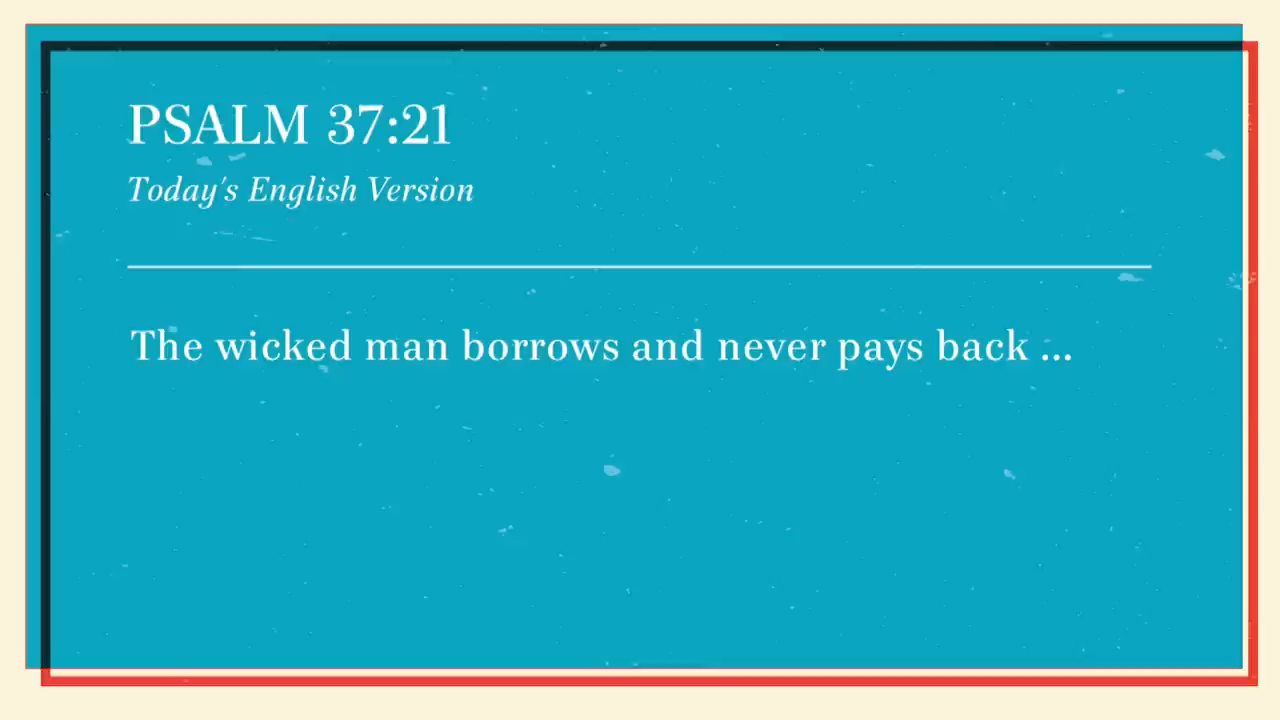 PSALM 37:21
Today's English Version
The wicked man borrows and never pays back ...